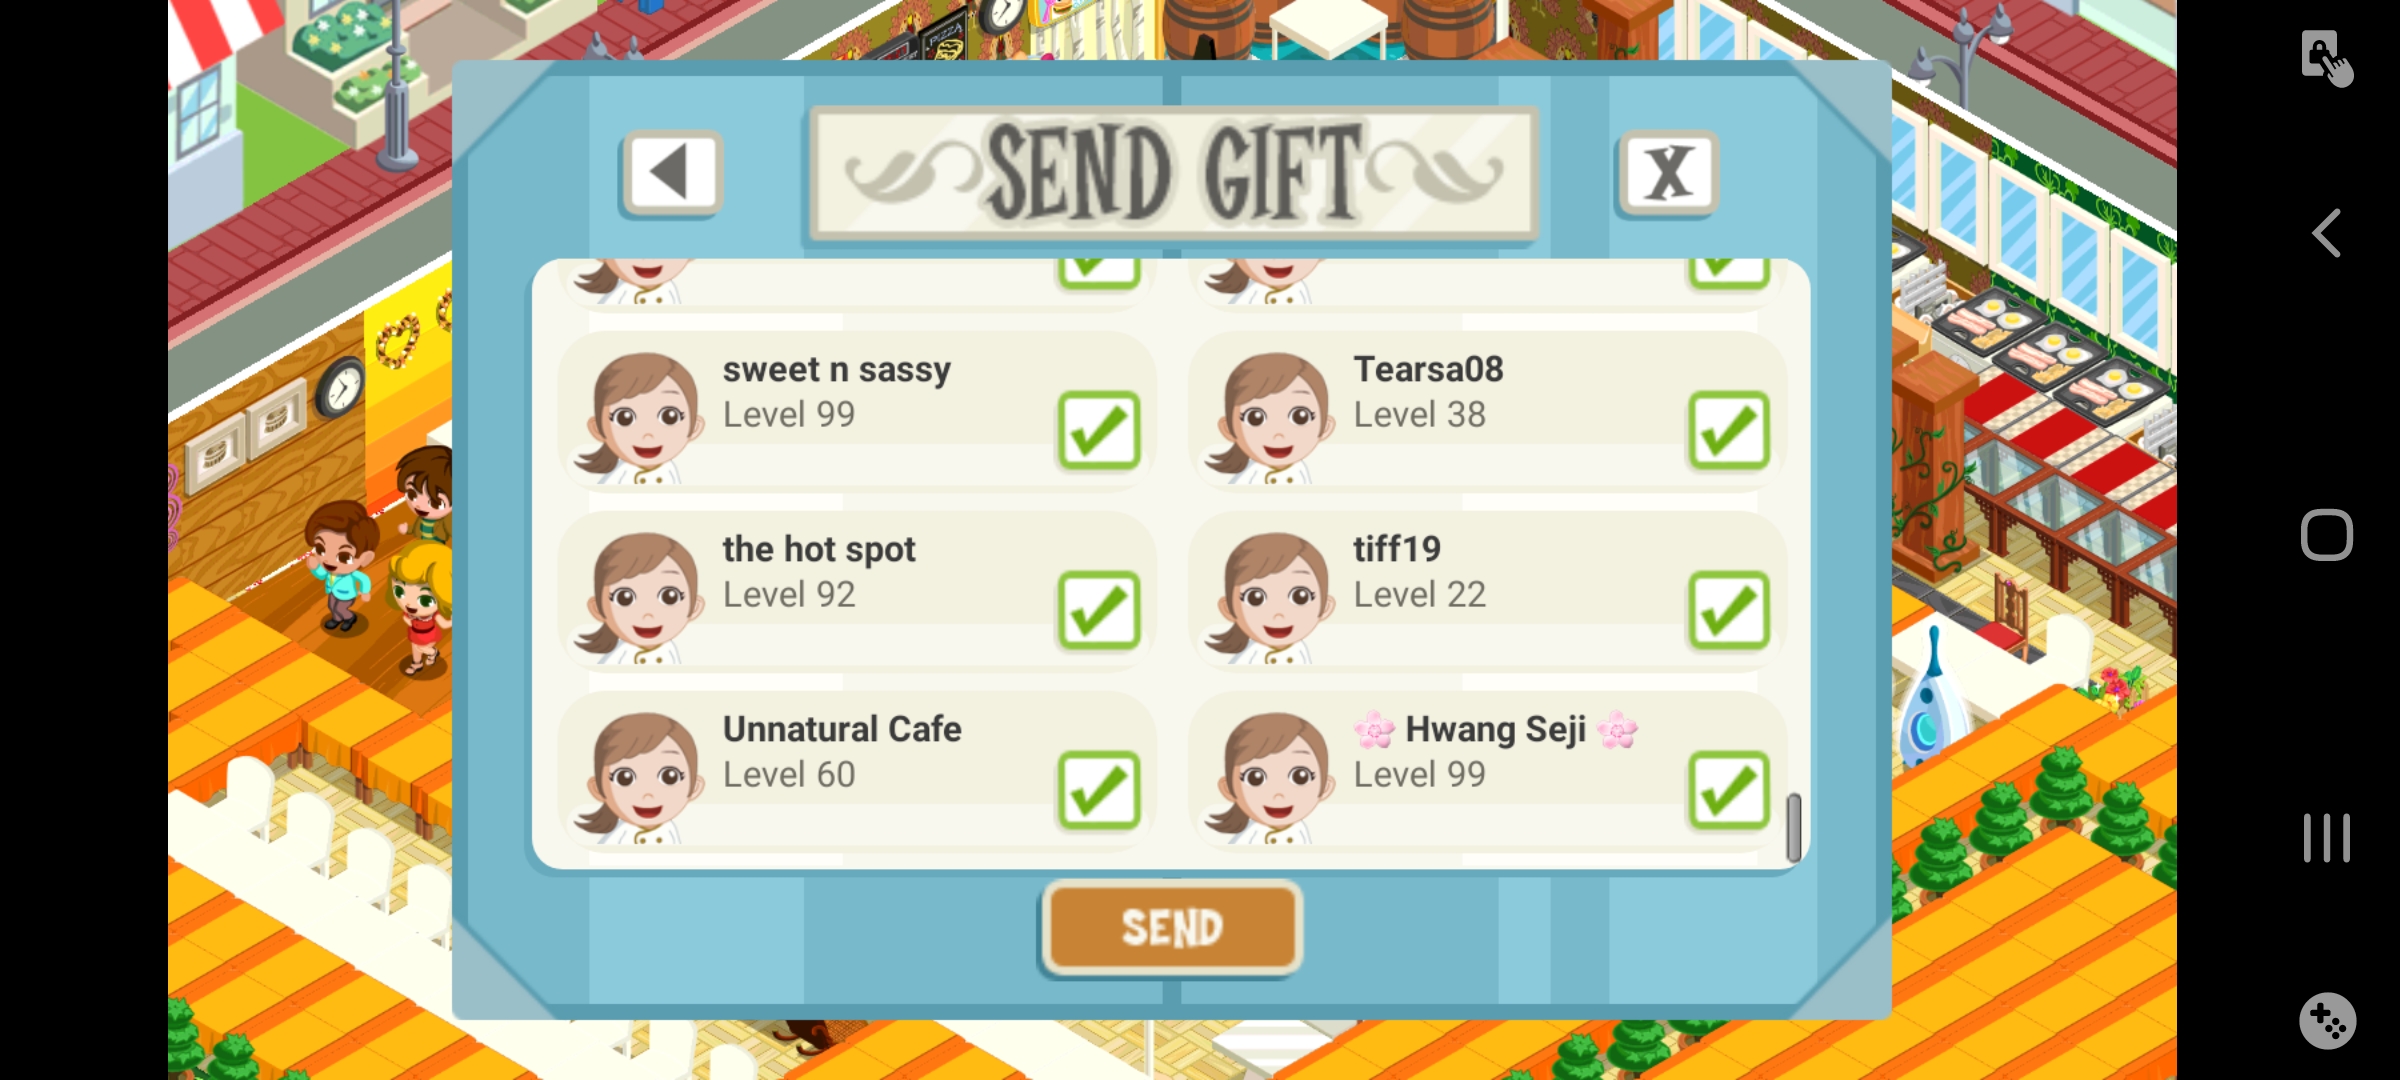 PIZZA
SEND GIFT
X
sweet n sassy
Level 99
Tearsa08
Level 38
the hot spot
Level 92
tiff19
Level 22
Unnatural Cafe
Level 60
🌸 Hwang Seji 🌸
Level 99
SEND